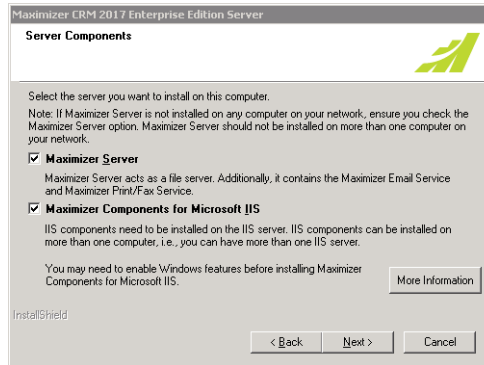 Maximizer CRM 2017 Enterprise Edition Server
Server Components
Select the server you want to install on this computer.
Note: If Maximizer Server is not installed on any computer on your network, ensure you check the
Maximizer Server option. Maximizer Server should not be installed on more than one computer on
your network.
Maximizer Server
Maximizer Server acts as a file server. Additionally, it contains the Maximizer Email Service
and Maximizer Print/Fax Service.
Maximizer Components for Microsoft IIS
IIS components need to be installed on the IIS server. IIS components can be installed on
more than one computer, i.e., you can have more than one IIS server.
You may need to enable Windows features before installing Maximizer
Components for Microsoft IIS.
More Information
InstallShield
< Back
Next >
Cancel